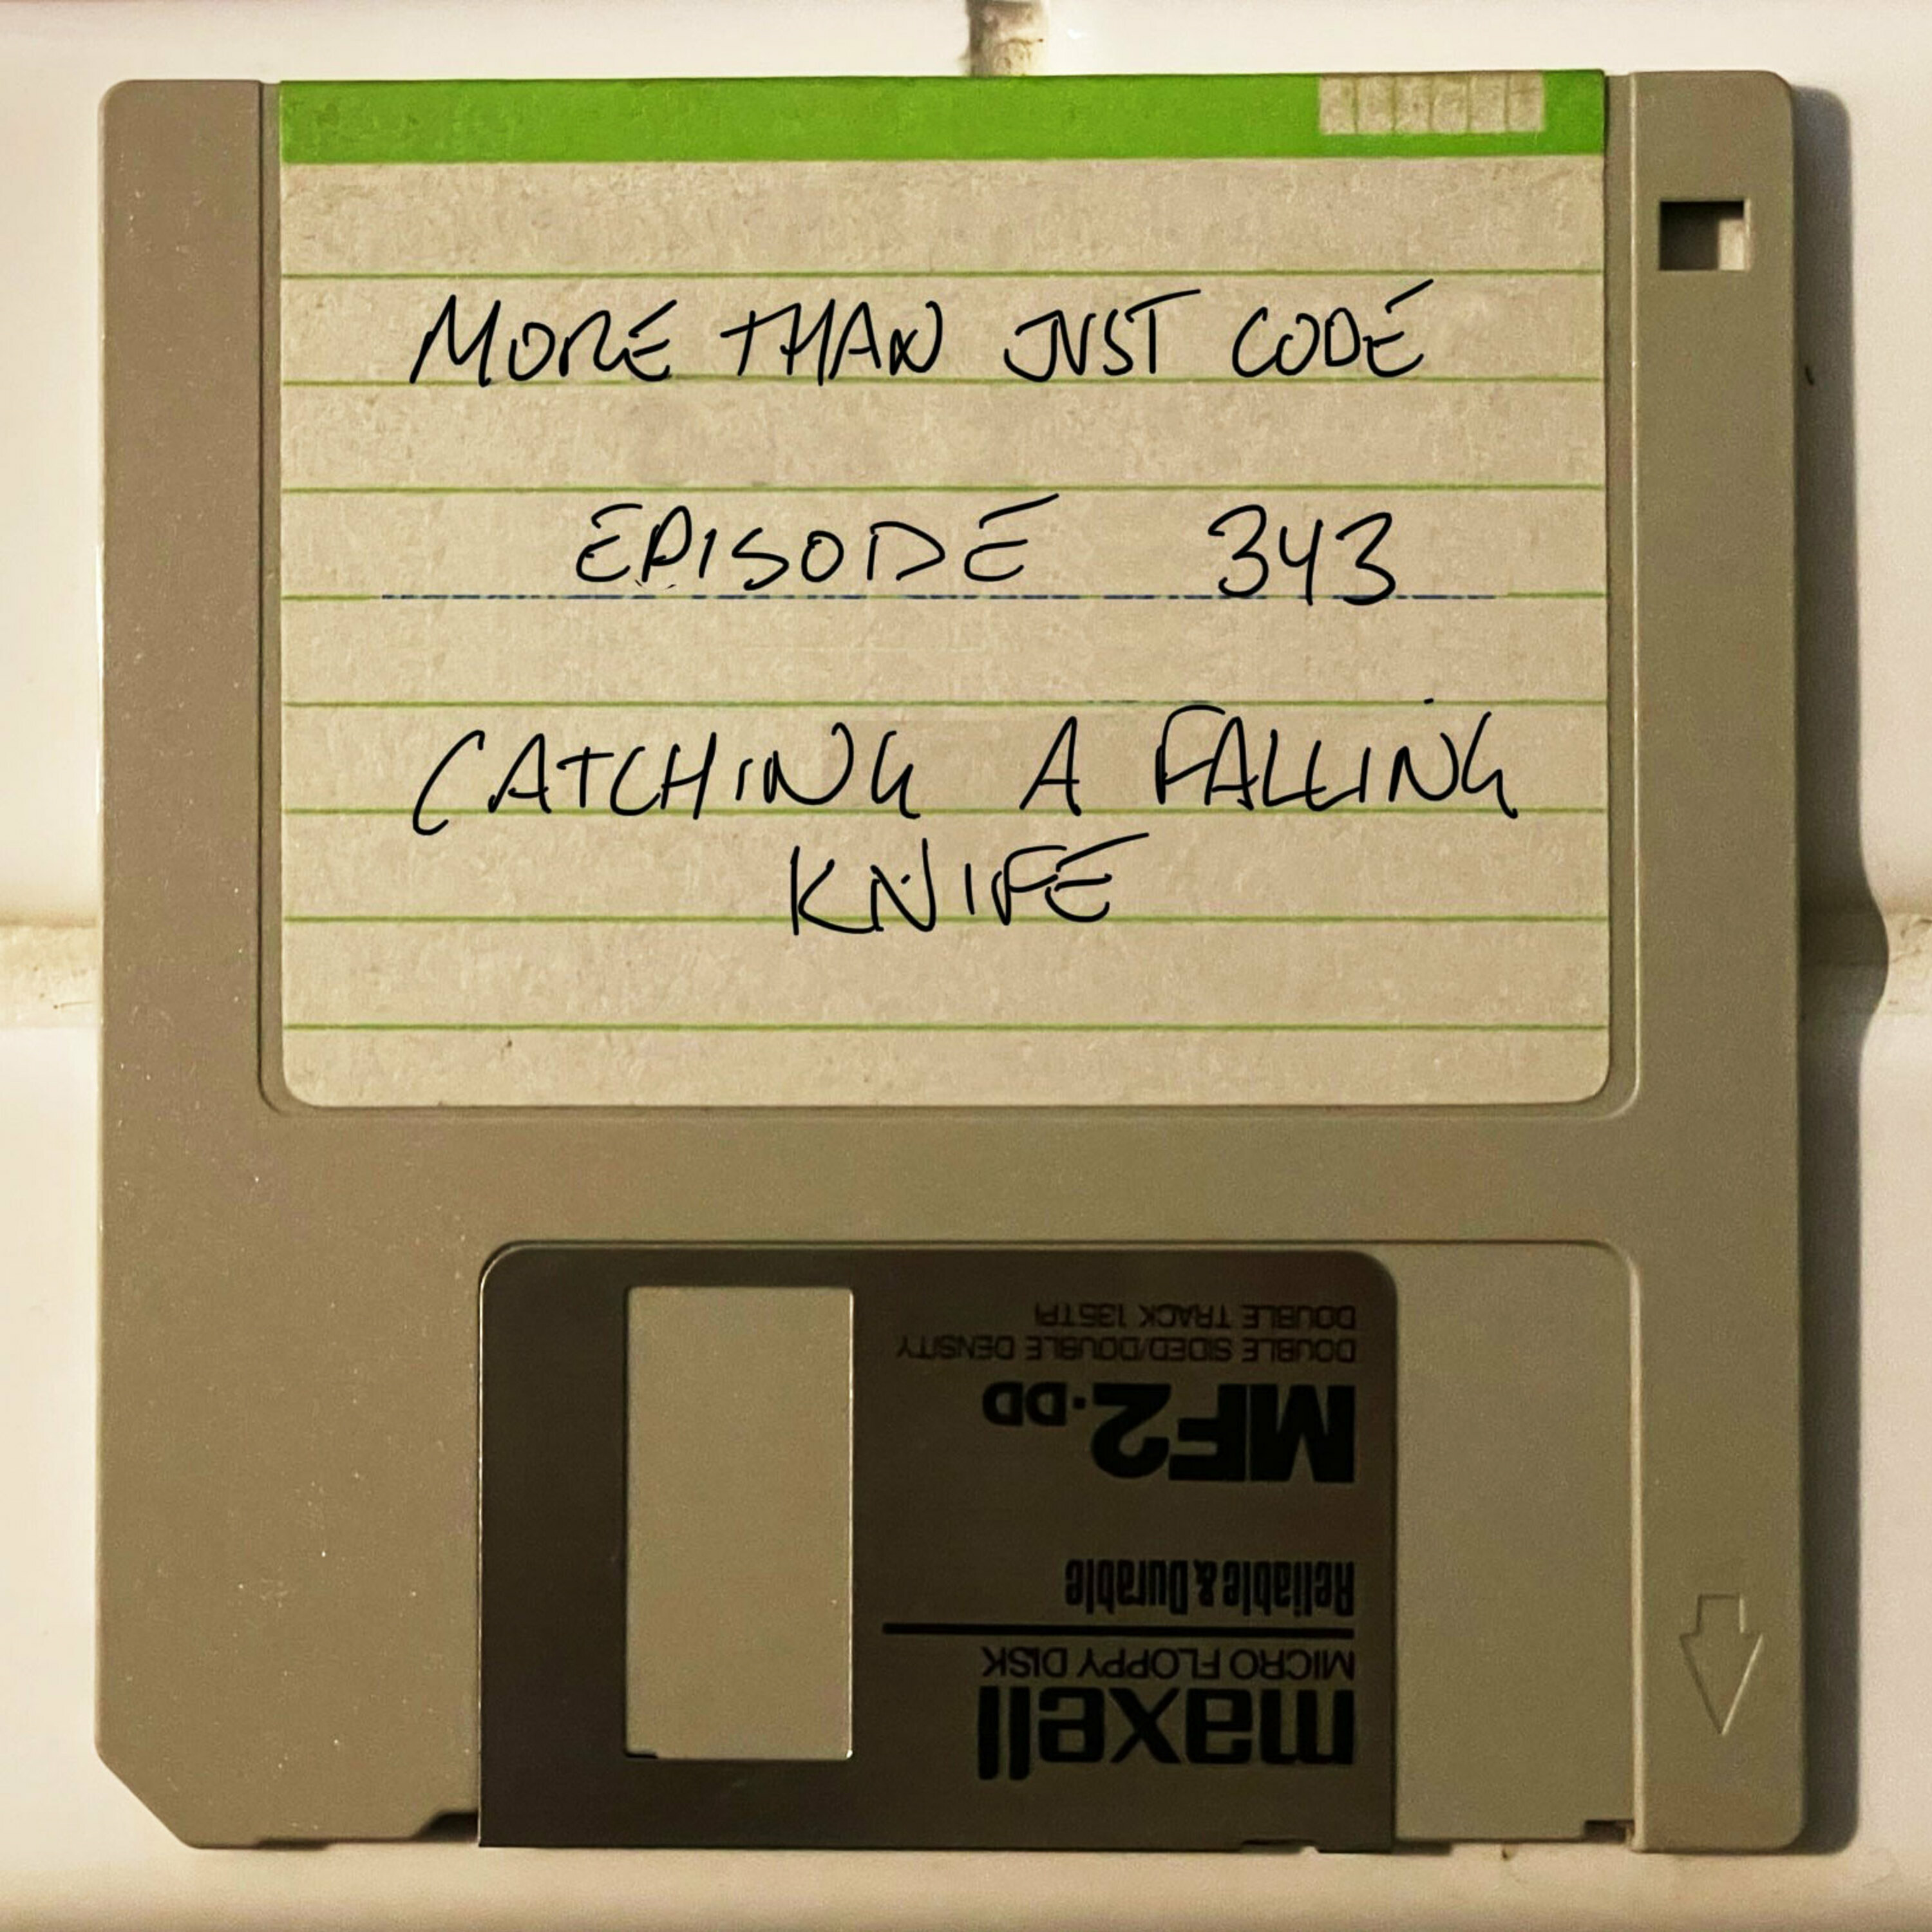 MORE THAN JUST CODE
EPISODE 343
CATCHING A FALLING
KNIFE
DOUBLE TRACK 135TPI
DOUBLE SIDED/DOUBLE DENSITY
MF2·DD
Reliable & Durable
MICRO FLOPPY DISK
maxell